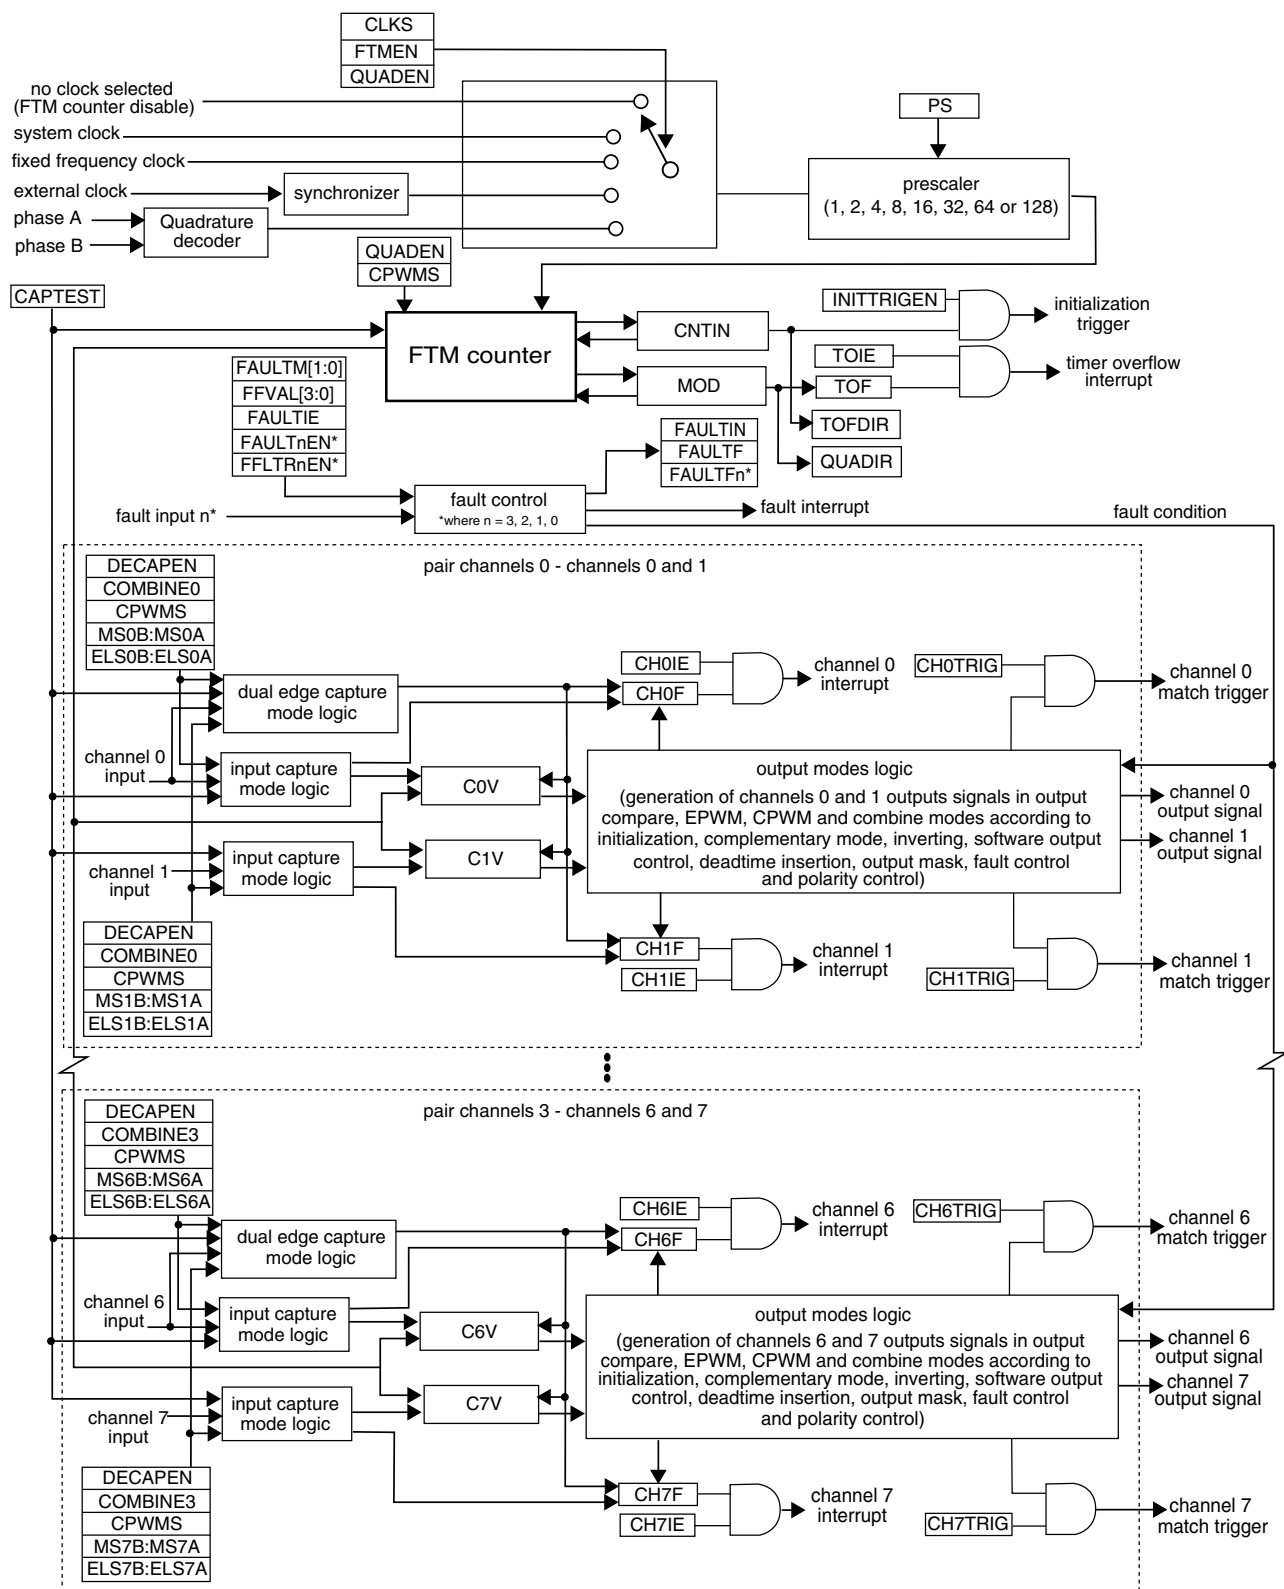 CLKS
FTMEN
QUADEN
no clock selected
(FTM counter disable)
system clock
fixed frequency clock
external clock
synchronizer
phase A
phase B
Quadrature
decoder
PS
prescaler
(1, 2, 4, 8, 16, 32, 64 or 128)
QUADEN
CPWMS
CAPTEST
FTM counter
CNTIN
MOD
INITTRIGEN
initialization
trigger
TOIE
TOF
timer overflow
interrupt
TOFDIR
QUADIR
FAULTM[1:0]
FFVAL[3:0]
FAULTIE
FAULTnEN*
FFLTRnEN*
FAULTIN
FAULTF
FAULTFn*
fault input n*
fault control
*where n = 3, 2, 1, 0
fault interrupt
fault condition
pair channels 0 - channels 0 and 1
DECAPEN
COMBINE0
CPWMS
MS0B:MS0A
ELS0B:ELS0A
dual edge capture
mode logic
channel 0
input
input capture
mode logic
channel 1
input
input capture
mode logic
C0V
C1V
CH0IE
CH0F
channel 0
interrupt
CH0TRIG
channel 0
match trigger
output modes logic
(generation of channels 0 and 1 outputs signals in output
compare, EPWM, CPWM and combine modes according to
initialization, complementary mode, inverting, software output
control, deadtime insertion, output mask, fault control
and polarity control)
channel 0
output signal
channel 1
output signal
DECAPEN
COMBINE0
CPWMS
MS1B:MS1A
ELS1B:ELS1A
CH1F
CH1IE
channel 1
interrupt
CH1TRIG
channel 1
match trigger
pair channels 3 - channels 6 and 7
DECAPEN
COMBINE3
CPWMS
MS6B:MS6A
ELS6B:ELS6A
dual edge capture
mode logic
channel 6
input
input capture
mode logic
channel 7
input
input capture
mode logic
C6V
C7V
CH6IE
CH6F
channel 6
interrupt
CH6TRIG
channel 6
match trigger
output modes logic
(generation of channels 6 and 7 outputs signals in output
compare, EPWM, CPWM and combine modes according to
initialization, complementary mode, inverting, software output
control, deadtime insertion, output mask, fault control
and polarity control)
channel 6
output signal
channel 7
output signal
DECAPEN
COMBINE3
CPWMS
MS7B:MS7A
ELS7B:ELS7A
CH7F
CH7IE
channel 7
interrupt
CH7TRIG
channel 7
match trigger